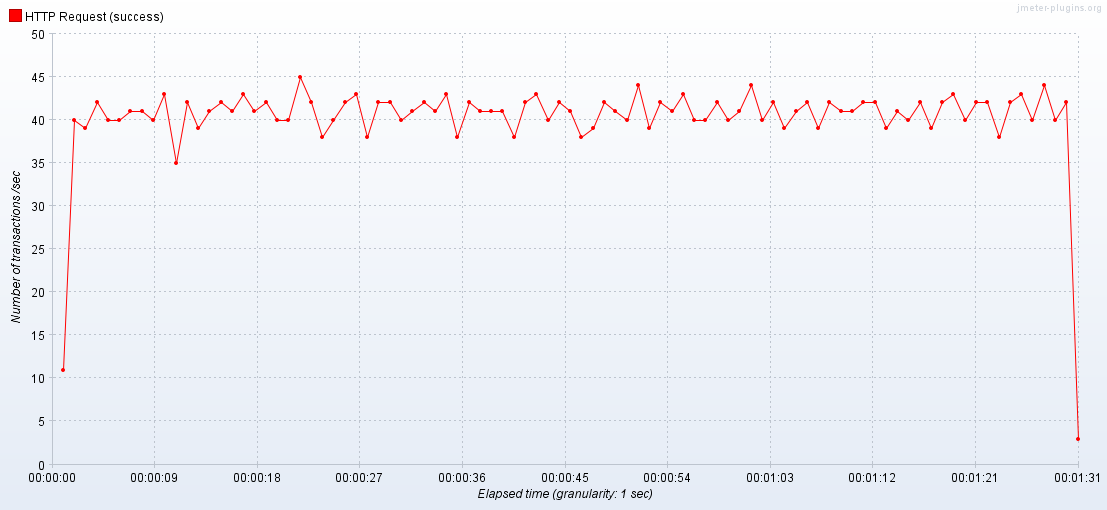 jmeter-plugins.org
HTTP Request (success)
50
45
40
35
30
25
20
15
10
5
0
Number of transactions /sec
00:00:00 00:00:09 00:00:18 00:00:27 00:00:36 00:00:45 00:00:54 00:01:03 00:01:12 00:01:21 00:01:31
Elapsed time (granularity: 1 sec)